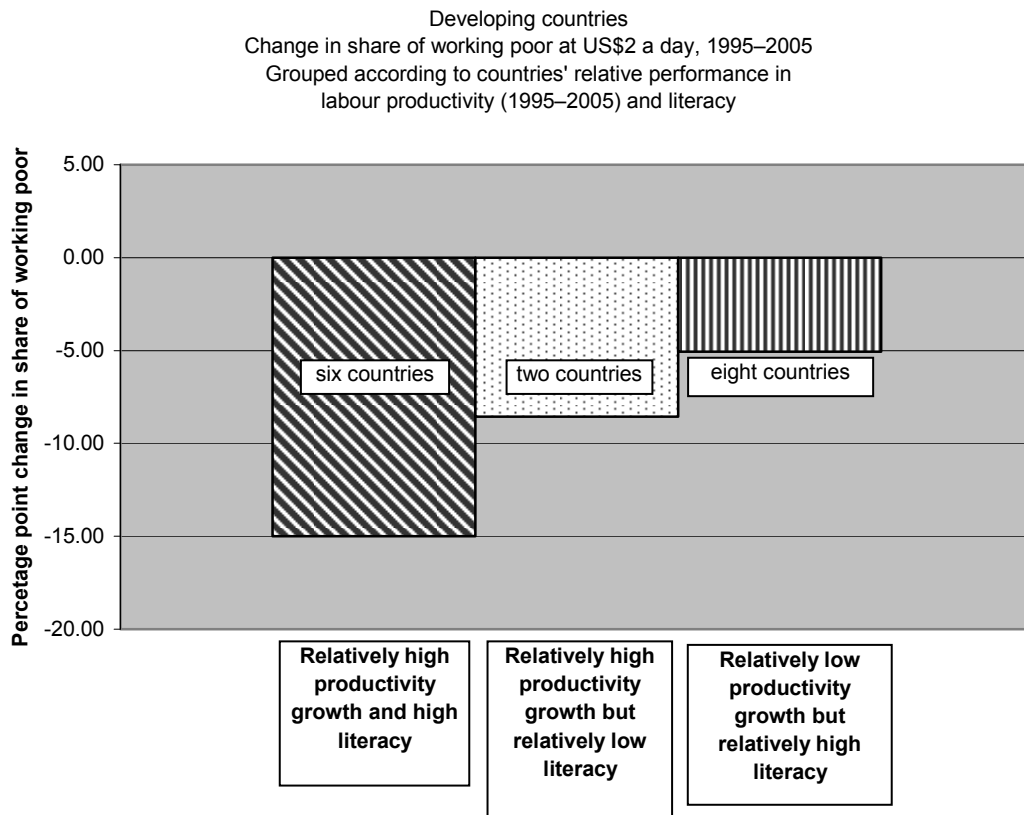 Developing countries
Change in share of working poor at US$2 a day, 1995–2005
Grouped according to countries' relative performance in
labour productivity (1995–2005) and literacy
Percetage point change in share of working poor
5.00
0.00
-5.00
-10.00
-15.00
-20.00
six countries
two countries
eight countries
Relatively high
productivity
growth and high
literacy
Relatively high
productivity
growth but
relatively low
literacy
Relatively low
productivity
growth but
relatively high
literacy